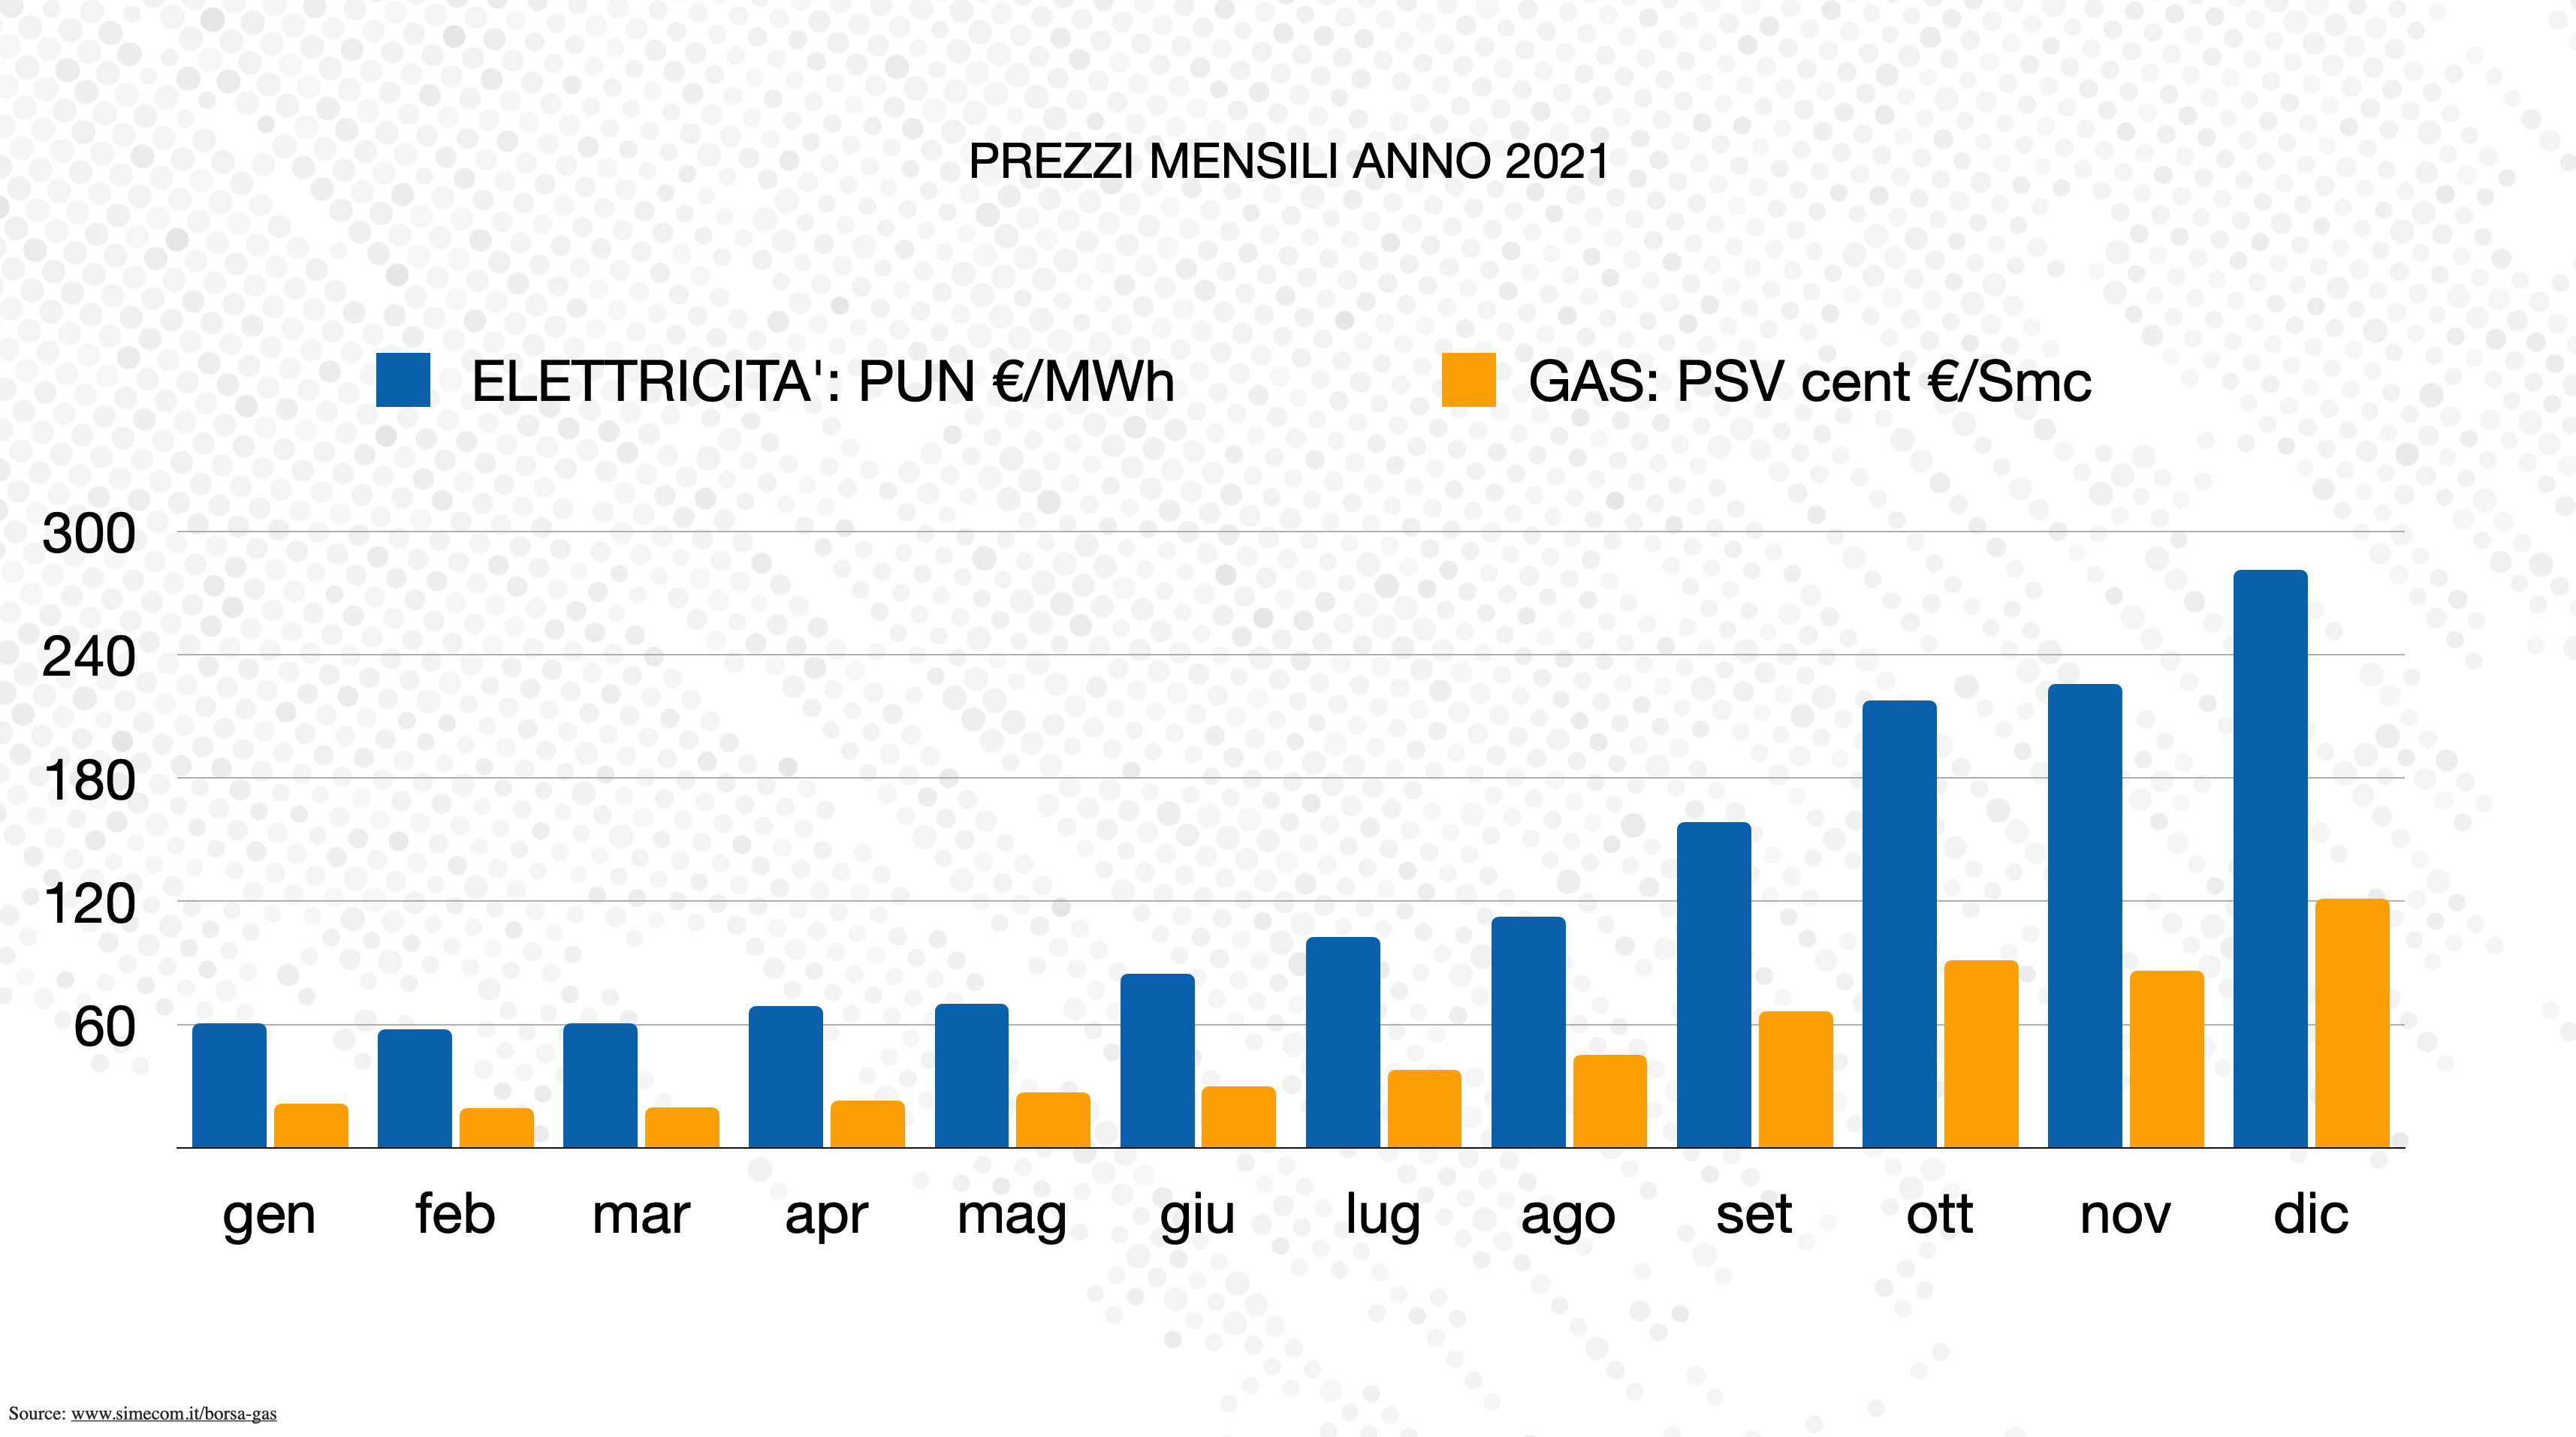 PREZZI MENSILI ANNO 2021
ELETTRICITA': PUN €/MWh GAS: PSV cent €/Smc
300
240
180
120
60
gen feb mar apr mag giu lug ago set ott nov dic
Source: www.simecom.it/borsa-gas